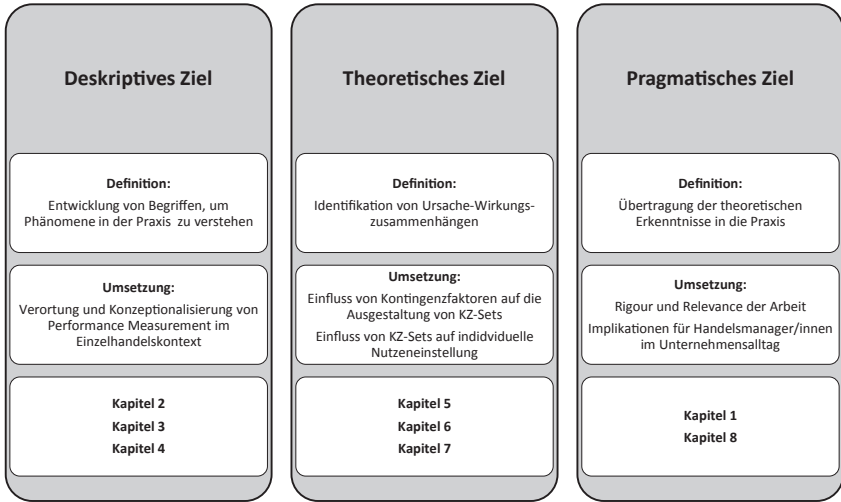 Deskriptives Ziel
Definition:
Entwicklung von Begriffen, um
Phänomene in der Praxis zu verstehen
Umsetzung:
Verortung und Konzeptionalisierung von
Performance Measurement im
Einzelhandelskontext
Kapitel 2
Kapitel 3
Kapitel 4
Theoretisches Ziel
Definition:
Identifikation von Ursache-Wirkungs-
zusammenhängen
Umsetzung:
Einfluss von Kontingenzfaktoren auf die
Ausgestaltung von KZ-Sets
Einfluss von KZ-Sets auf indidviduelle
Nutzeneinstellung
Kapitel 5
Kapitel 6
Kapitel 7
Pragmatisches Ziel
Definition:
Übertragung der theoretischen
Erkenntnisse in die Praxis
Umsetzung:
Rigour und Relevance der Arbeit
Implikationen für Handelsmanager/innen
im Unternehmensalltag
Kapitel 1
Kapitel 8